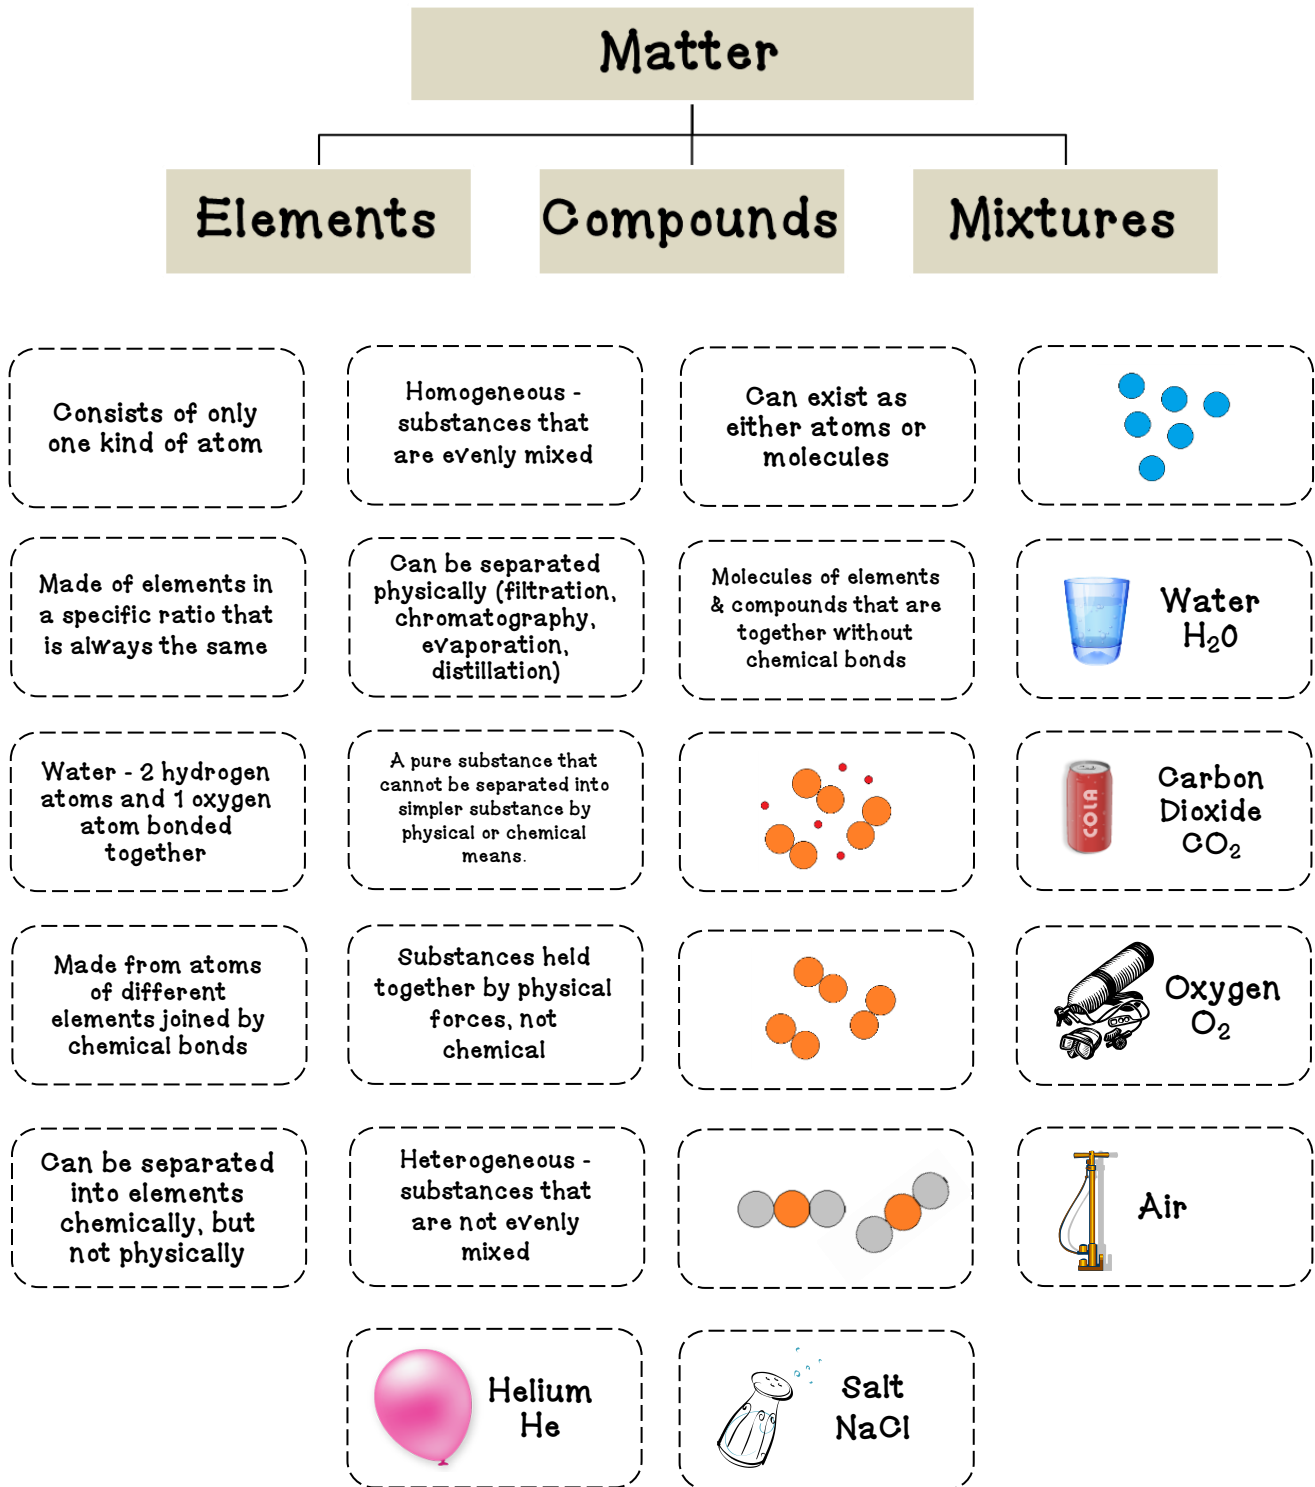 Matter
Elements
Compounds
Mixtures
Consists of only
one kind of atom
Homogeneous -
substances that
are evenly mixed
Can exist as
either atoms or
molecules
Made of elements in
a specific ratio that
is always the same
Can be separated
physically (filtration,
chromatography,
evaporation,
distillation)
Molecules of elements
& compounds that are
together without
chemical bonds
Water
H₂O
Water - 2 hydrogen
atoms and 1 oxygen
atom bonded
together
A pure substance that
cannot be separated into
simpler substance by
physical or chemical
means.
COLA
Carbon
Dioxide
CO₂
Made from atoms
of different
elements joined by
chemical bonds
Substances held
together by physical
forces, not
chemical
Oxygen
O₂
Can be separated
into elements
chemically, but
not physically
Heterogeneous -
substances that
are not evenly
mixed
Air
Helium
He
Salt
NaCl